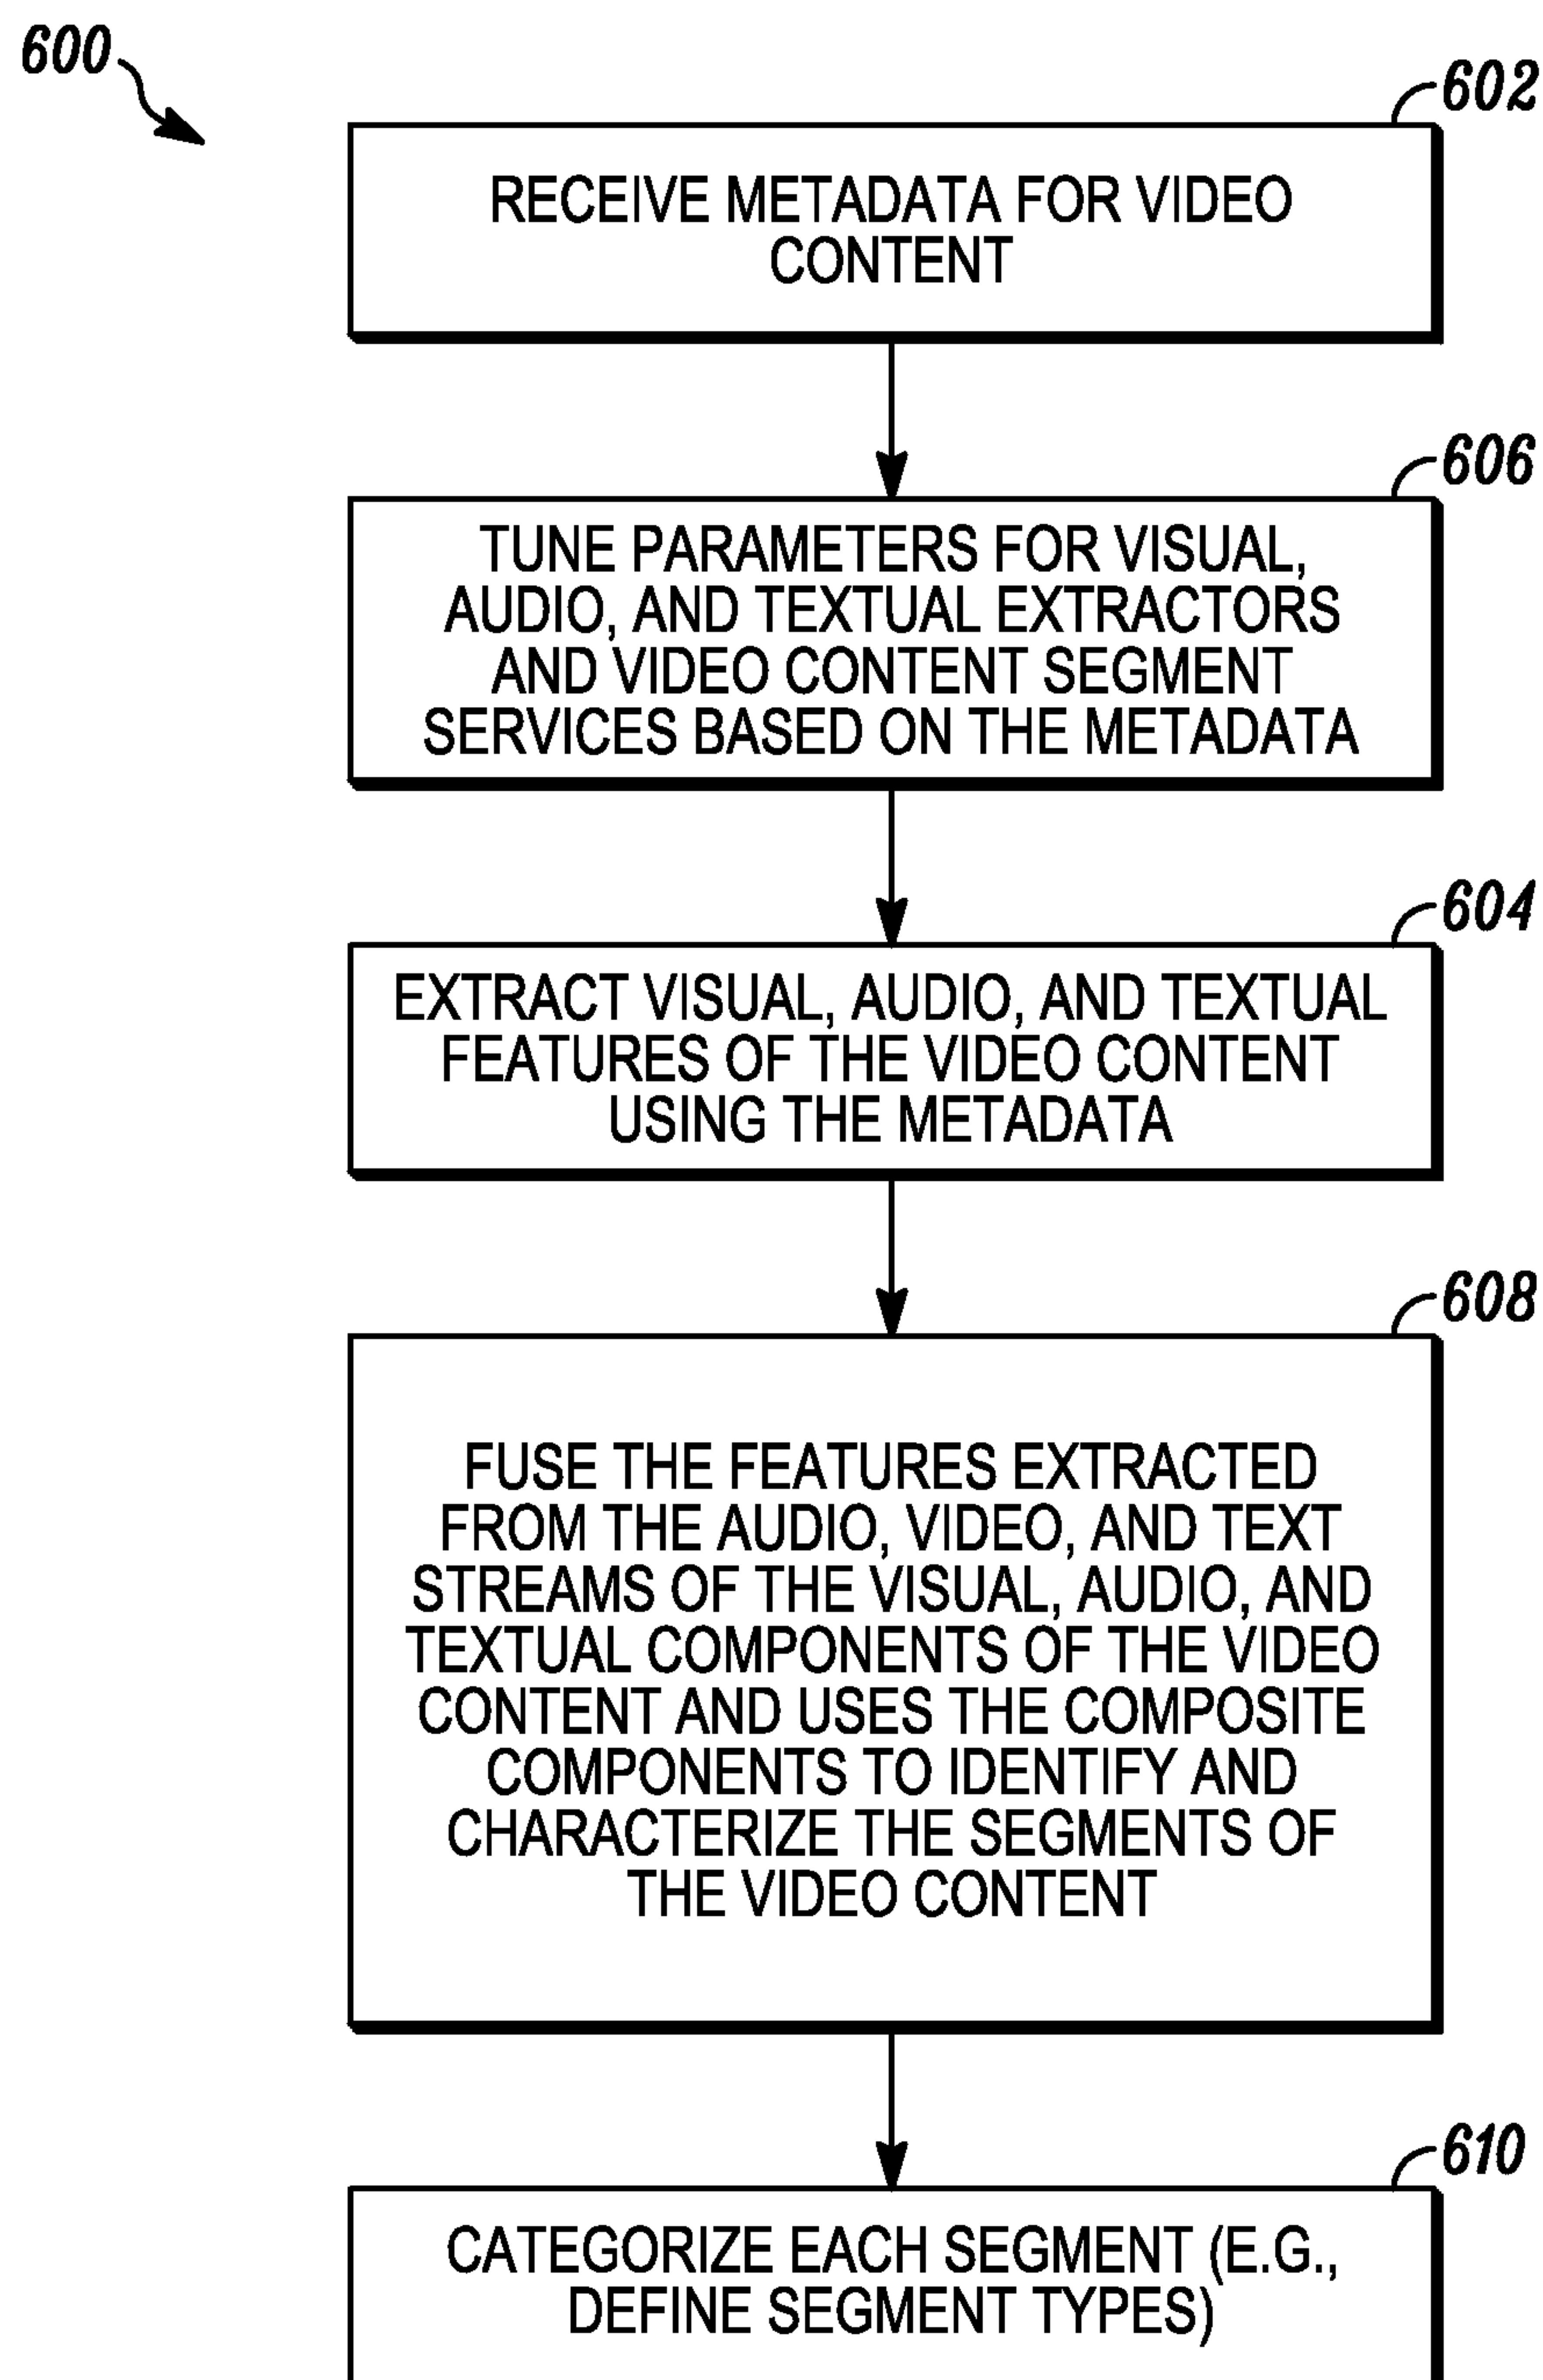 600
602
RECEIVE METADATA FOR VIDEO
CONTENT
606
TUNE PARAMETERS FOR VISUAL,
AUDIO, AND TEXTUAL EXTRACTORS
AND VIDEO CONTENT SEGMENT
SERVICES BASED ON THE METADATA
604
EXTRACT VISUAL, AUDIO, AND TEXTUAL
FEATURES OF THE VIDEO CONTENT
USING THE METADATA
608
FUSE THE FEATURES EXTRACTED
FROM THE AUDIO, VIDEO, AND TEXT
STREAMS OF THE VISUAL, AUDIO, AND
TEXTUAL COMPONENTS OF THE VIDEO
CONTENT AND USES THE COMPOSITE
COMPONENTS TO IDENTIFY AND
CHARACTERIZE THE SEGMENTS OF
THE VIDEO CONTENT
610
CATEGORIZE EACH SEGMENT (E.G.,
DEFINE SEGMENT TYPES)